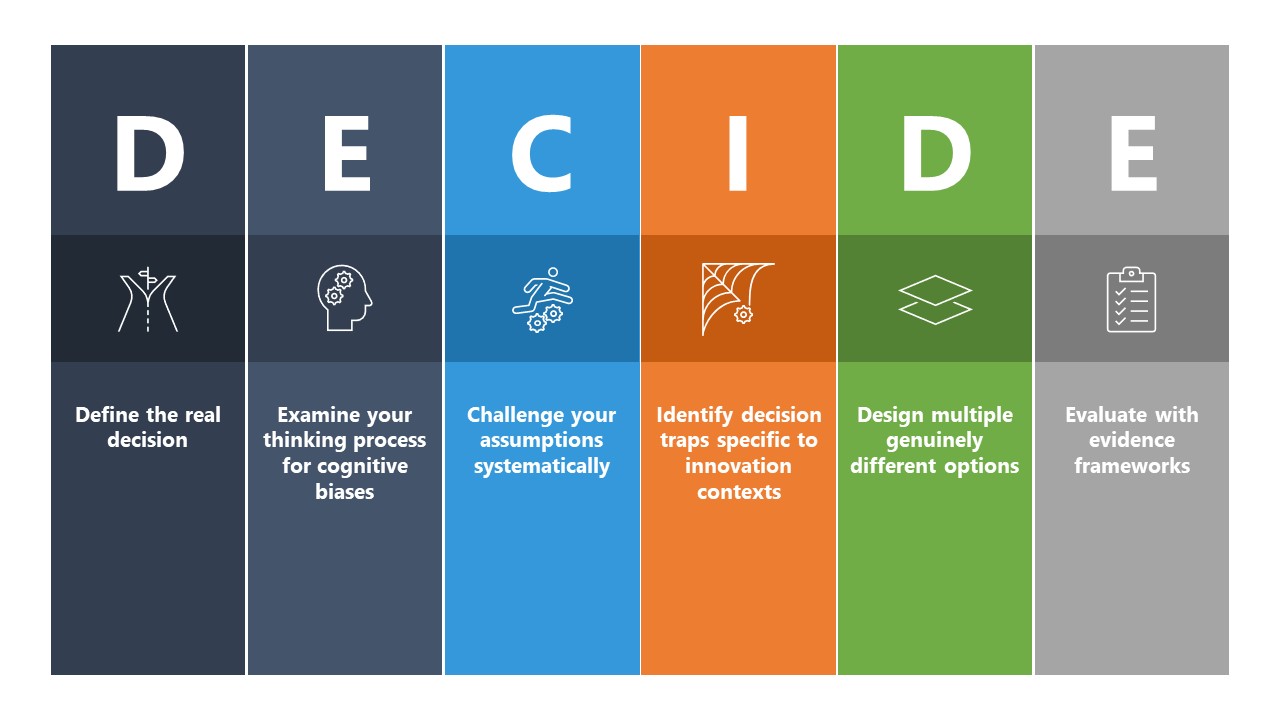 D
E
C
I
D
E
Define the real
decision
Examine your
thinking process
for cognitive
biases
Challenge your
assumptions
systematically
Identify decision
traps specific to
innovation
contexts
Design multiple
genuinely
different options
Evaluate with
evidence
frameworks